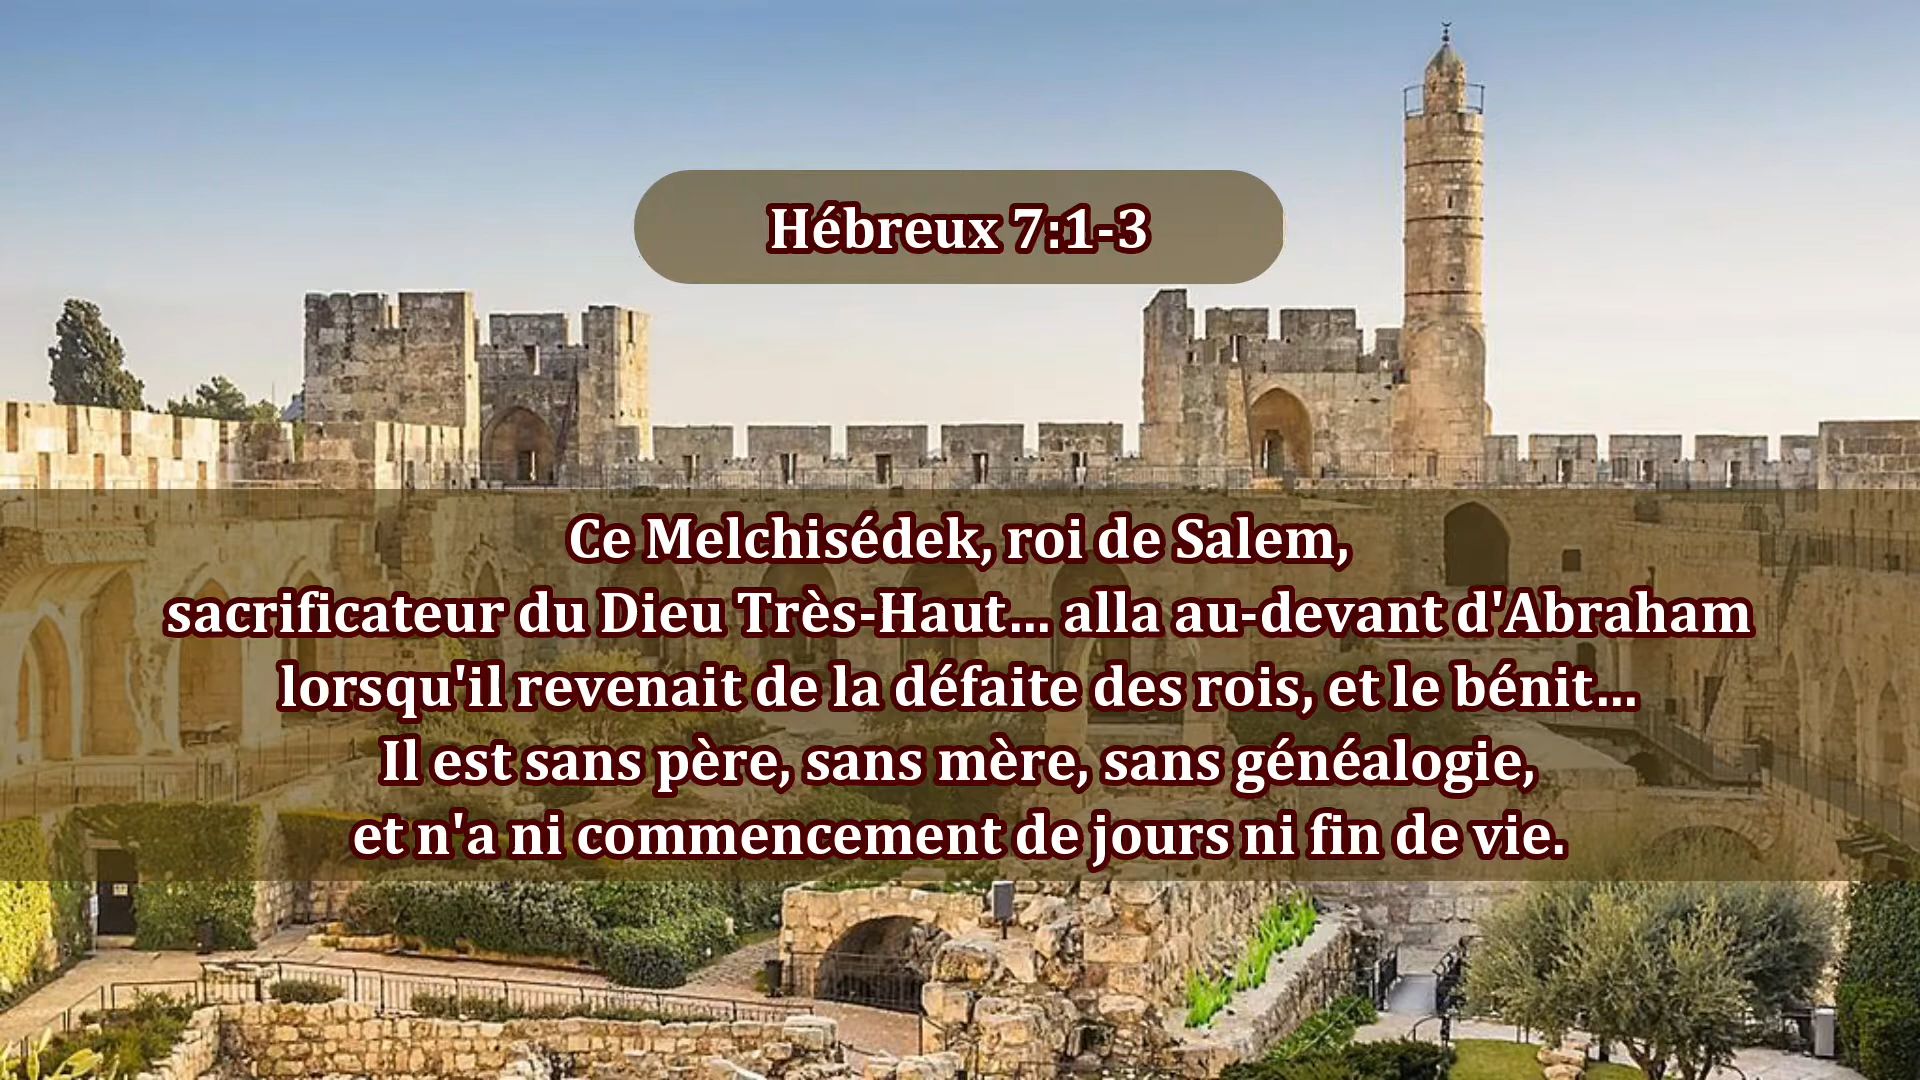 Hébreux 7:1-3
Ce Melchisédek, roi de Salem,
sacrificateur du Dieu Très-Haut... alla au-devant d'Abraham
lorsqu'il revenait de la défaite des rois, et le bénit...
Il est sans père, sans mère, sans généalogie,
et n'a ni commencement de jours ni fin de vie.